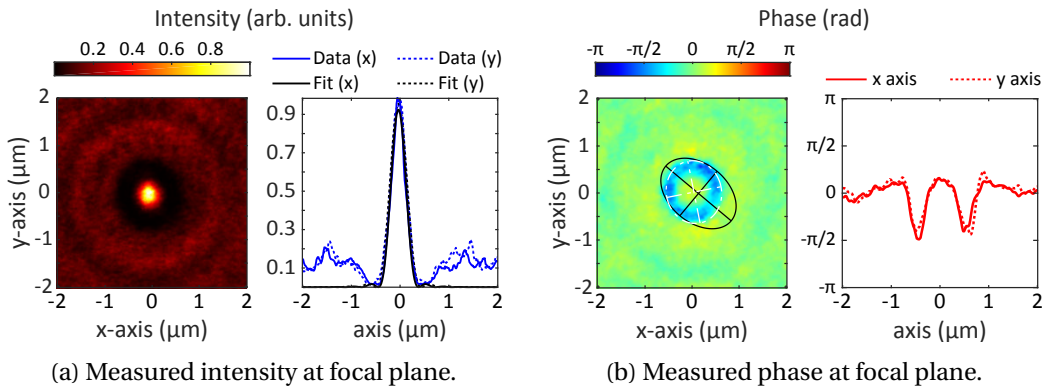 Intensity (arb. units)
0.2 0.4 0.6 0.8
Data (x) Data (y)
Fit (x) Fit (y)
2
1
0
-1
-2
y-axis (μm)
-2 -1 0 1 2
x-axis (μm)
0.9
0.7
0.5
0.3
0.1
-2 -1 0 1 2
axis (μm)
(a) Measured intensity at focal plane.
Phase (rad)
-π -π/2 0 π/2 π
x axis y axis
2
1
0
-1
-2
y-axis (μm)
-2 -1 0 1 2
x-axis (μm)
π
π/2
0
-π/2
-π
-2 -1 0 1 2
axis (μm)
(b) Measured phase at focal plane.